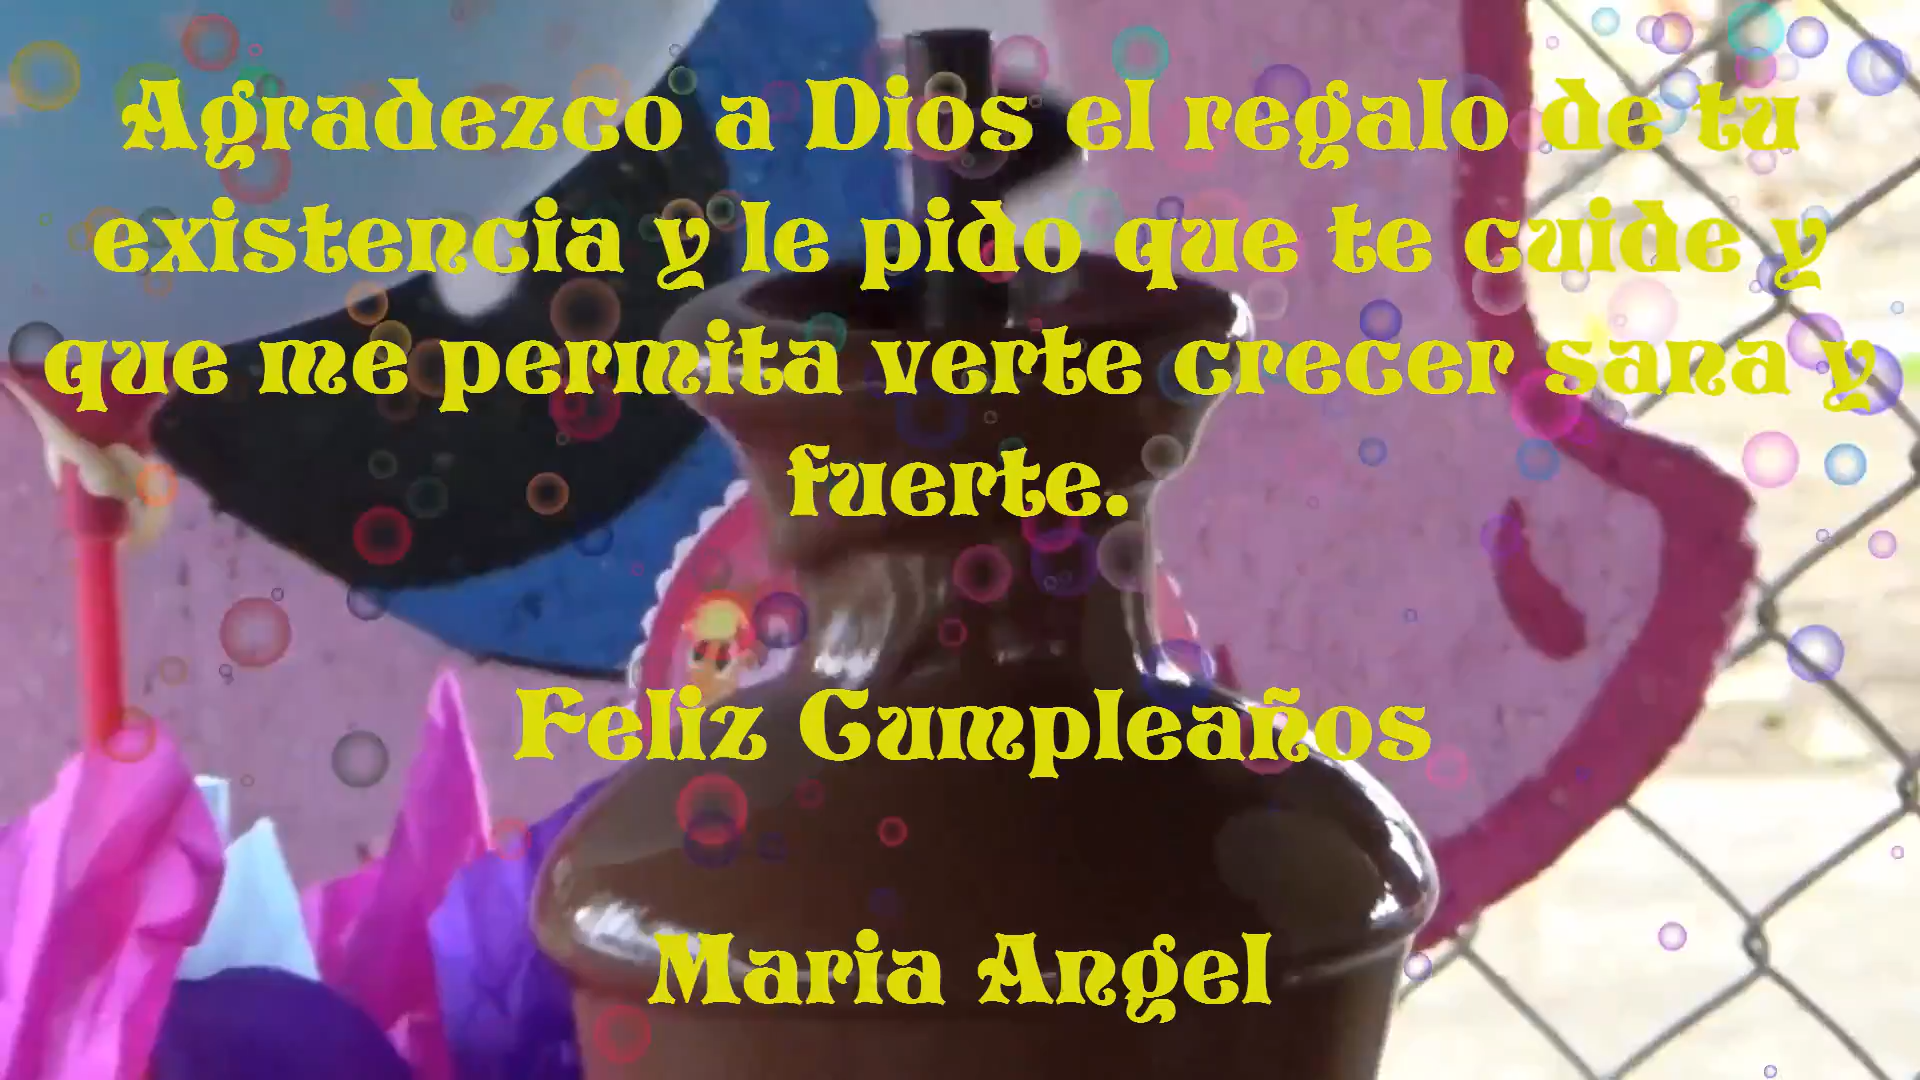 Agradezco a Dios el regalo de tu
existencia y le pido que te cuide y
que me permita verte crecer sana y
fuerte.
Feliz Cumpleaños
Maria Angel